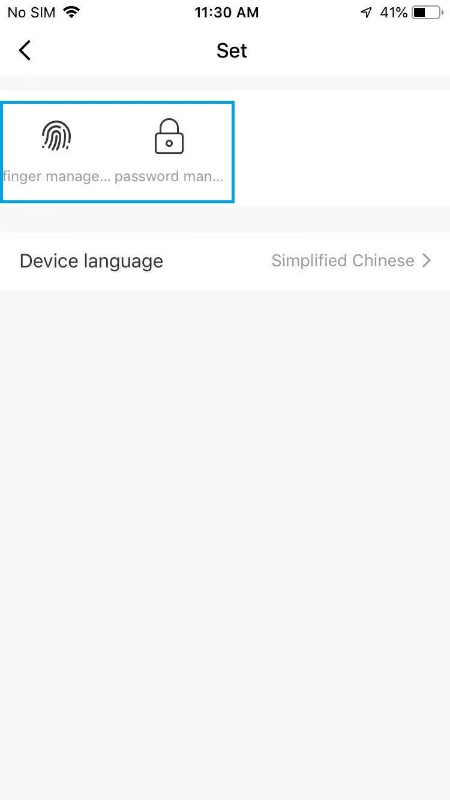 No SIM 11:30 AM 41%
Set
finger manage... password man...
Device language Simplified Chinese